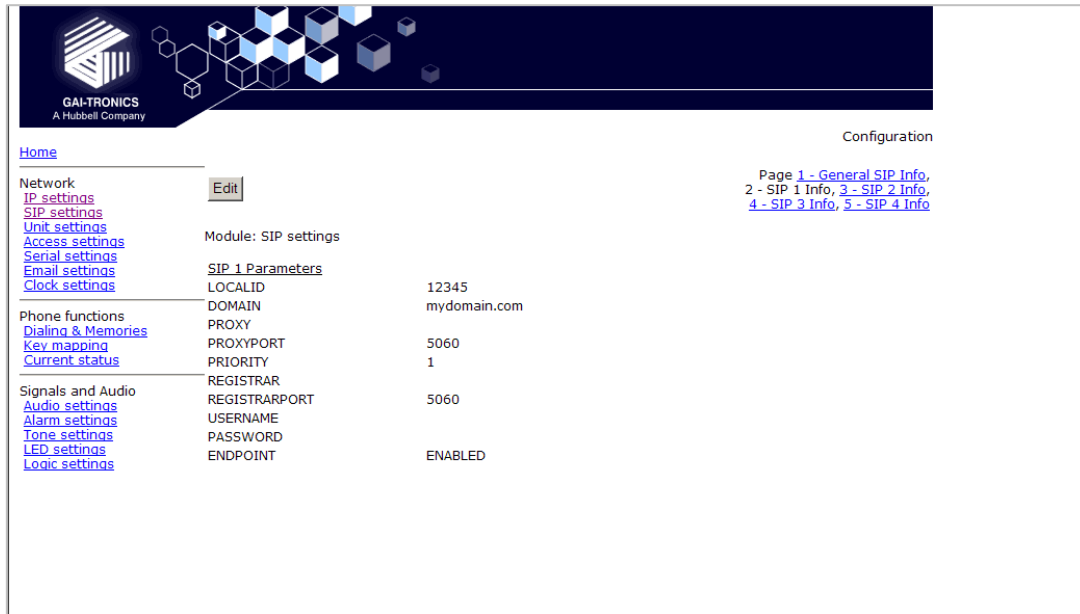 GAI-TRONICS
A Hubbell Company
Configuration
Home
Page 1 - General SIP Info,
2 - SIP 1 Info, 3 - SIP 2 Info,
4 - SIP 3 Info, 5 - SIP 4 Info
Network
IP settings
SIP settings
Unit settings
Access settings
Serial settings
Email settings
Clock settings
Phone functions
Dialing & Memories
Key mapping
Current status
Signals and Audio
Audio settings
Alarm settings
Tone settings
LED settings
Logic settings
Edit
Module: SIP settings
SIP 1 Parameters
LOCALID 12345
DOMAIN mydomain.com
PROXY
PROXYPORT 5060
PRIORITY 1
REGISTRAR
REGISTRARPORT 5060
USERNAME
PASSWORD
ENDPOINT ENABLED